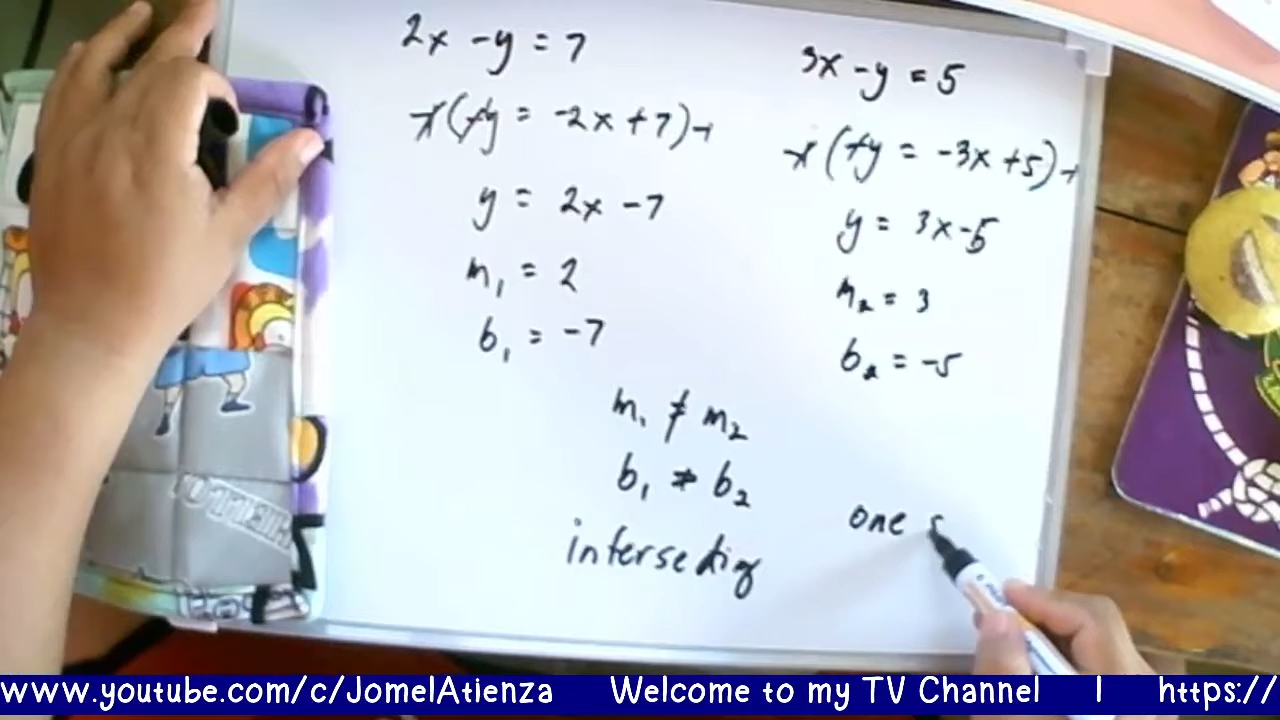 2x - y = 7
-1(-y = -2x + 7)-1
y = 2x - 7
m₁ = 2
b₁ = -7
3x - y = 5
-1(-y = -3x + 5)-1
y = 3x - 5
m₂ = 3
b₂ = -5
m₁ ≠ m₂
b₁ ≠ b₂
interseding
one s
www.youtube.com/c/JomelAtienza Welcome to my TV Channel | https://